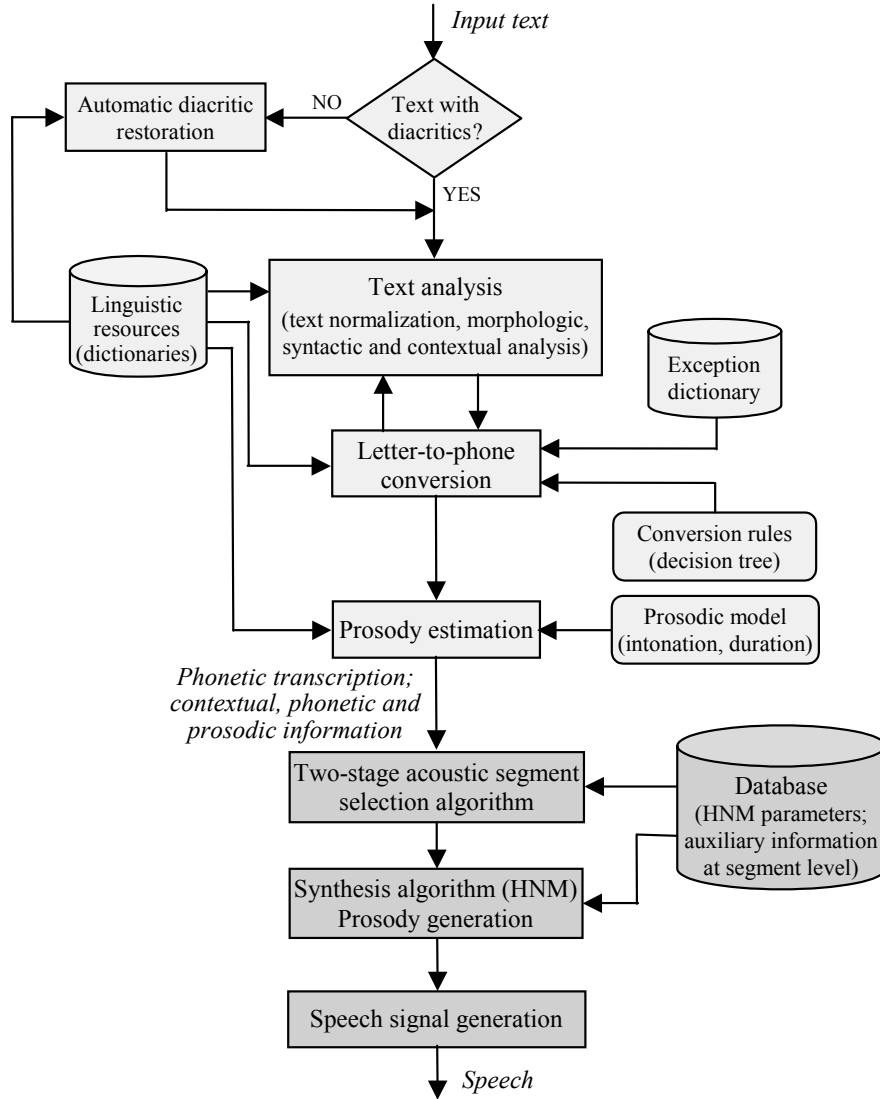 Input text
Text with
diacritics?
NO
YES
Automatic diacritic
restoration
Linguistic
resources
(dictionaries)
Text analysis
(text normalization, morphologic,
syntactic and contextual analysis)
Exception
dictionary
Letter-to-phone
conversion
Conversion rules
(decision tree)
Prosody estimation
Prosodic model
(intonation, duration)
Phonetic transcription;
contextual, phonetic and
prosodic information
Two-stage acoustic segment
selection algorithm
Database
(HNM parameters;
auxiliary information
at segment level)
Synthesis algorithm (HNM)
Prosody generation
Speech signal generation
Speech